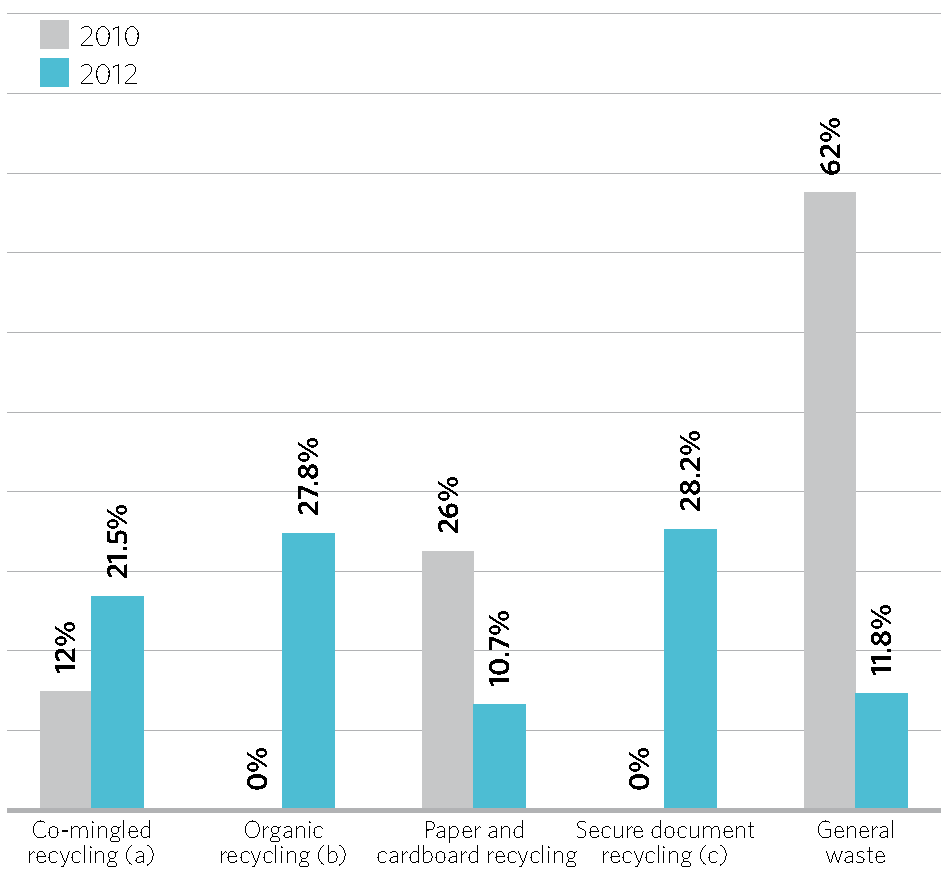 2010
2012
12%
21.5%
0%
27.8%
26%
10.7%
0%
28.2%
62%
11.8%
Co-mingled
recycling (a)
Organic
recycling (b)
Paper and
cardboard recycling
Secure document
recycling (c)
General
waste